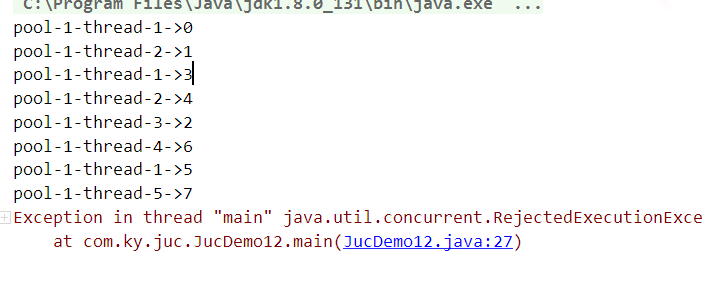 C:\Program Files\Java\jdk1.8.0_131\bin\java.exe" ...
pool-1-thread-1->0
pool-1-thread-2->1
pool-1-thread-1->3
pool-1-thread-2->4
pool-1-thread-3->2
pool-1-thread-4->6
pool-1-thread-1->5
pool-1-thread-5->7
Exception in thread "main" java.util.concurrent.RejectedExecutionExce
at com.ky.juc.JucDemo12.main(JucDemo12.java:27)